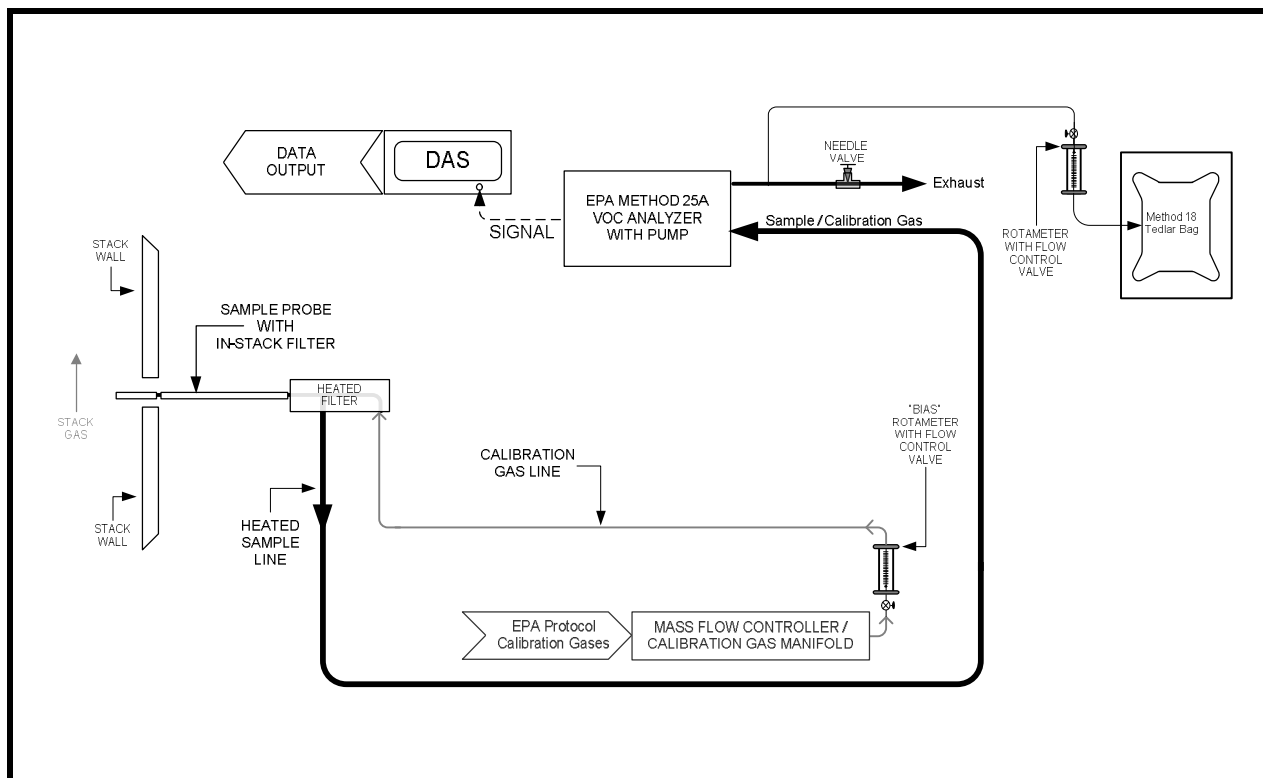 DATA
OUTPUT
DAS
SIGNAL
EPA METHOD 25A
VOC ANALYZER
WITH PUMP
NEEDLE
VALVE
Exhaust
Sample / Calibration Gas
ROTAMETER
WITH FLOW
CONTROL
VALVE
Method 18
Tedlar Bag
STACK
WALL
SAMPLE PROBE
WITH
IN-STACK FILTER
HEATED
FILTER
STACK
GAS
STACK
WALL
HEATED
SAMPLE
LINE
CALIBRATION
GAS LINE
"BIAS"
ROTAMETER
WITH FLOW
CONTROL
VALVE
EPA Protocol
Calibration Gases
MASS FLOW CONTROLLER /
CALIBRATION GAS MANIFOLD